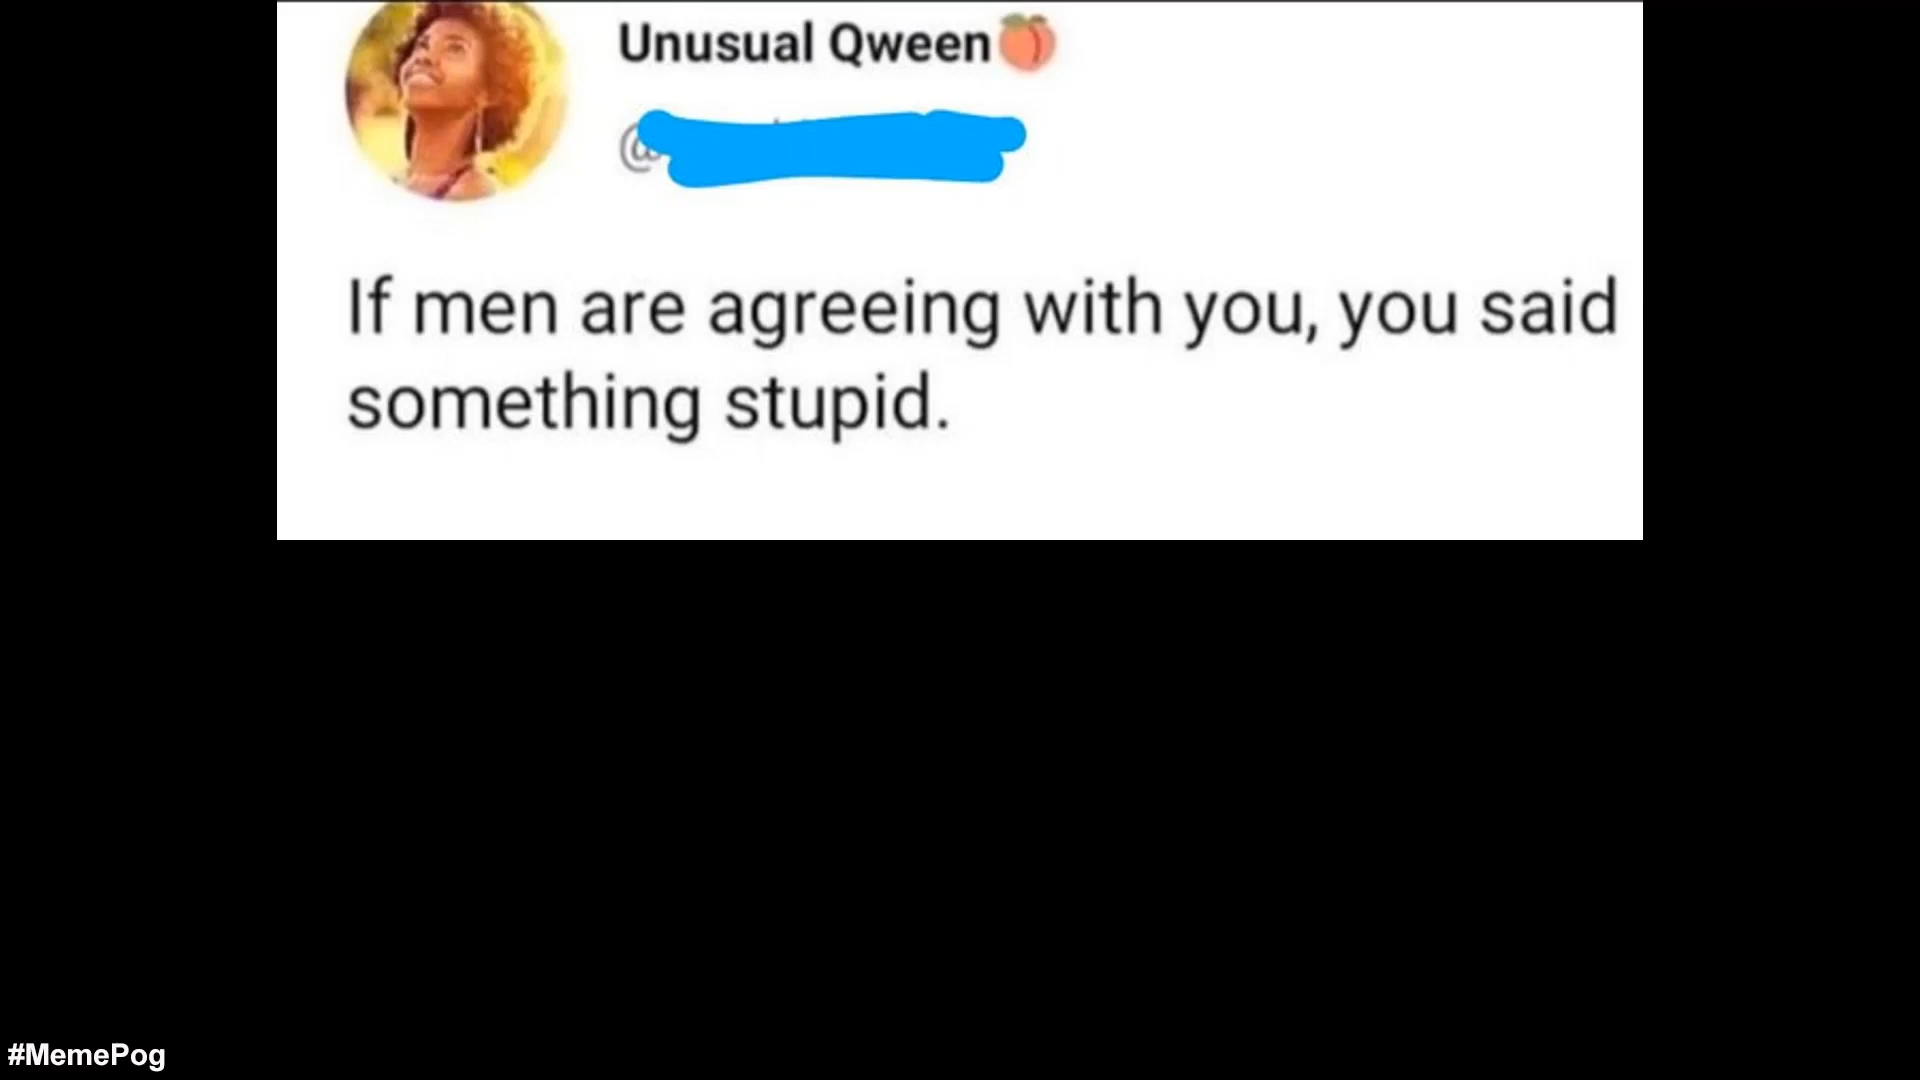 Unusual Qween🍑
@
If men are agreeing with you, you said
something stupid.
#MemePog